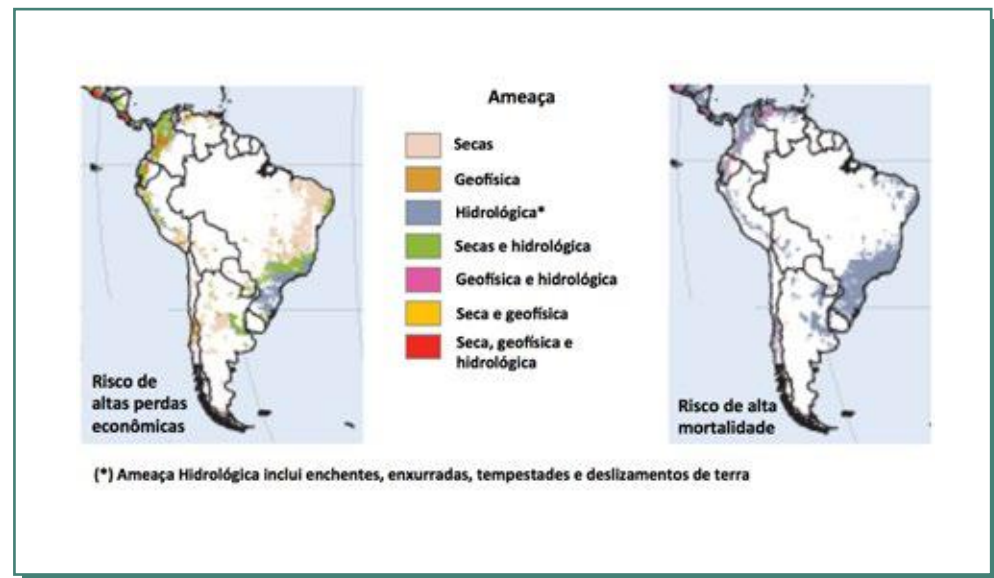 Ameaça
Secas
Geofísica
Hidrológica*
Secas e hidrológica
Geofísica e hidrológica
Seca e geofísica
Seca, geofísica e
hidrológica
Risco de
altas perdas
econômicas
Risco de alta
mortalidade
(*) Ameaça Hidrológica inclui enchentes, enxurradas, tempestades e deslizamentos de terra